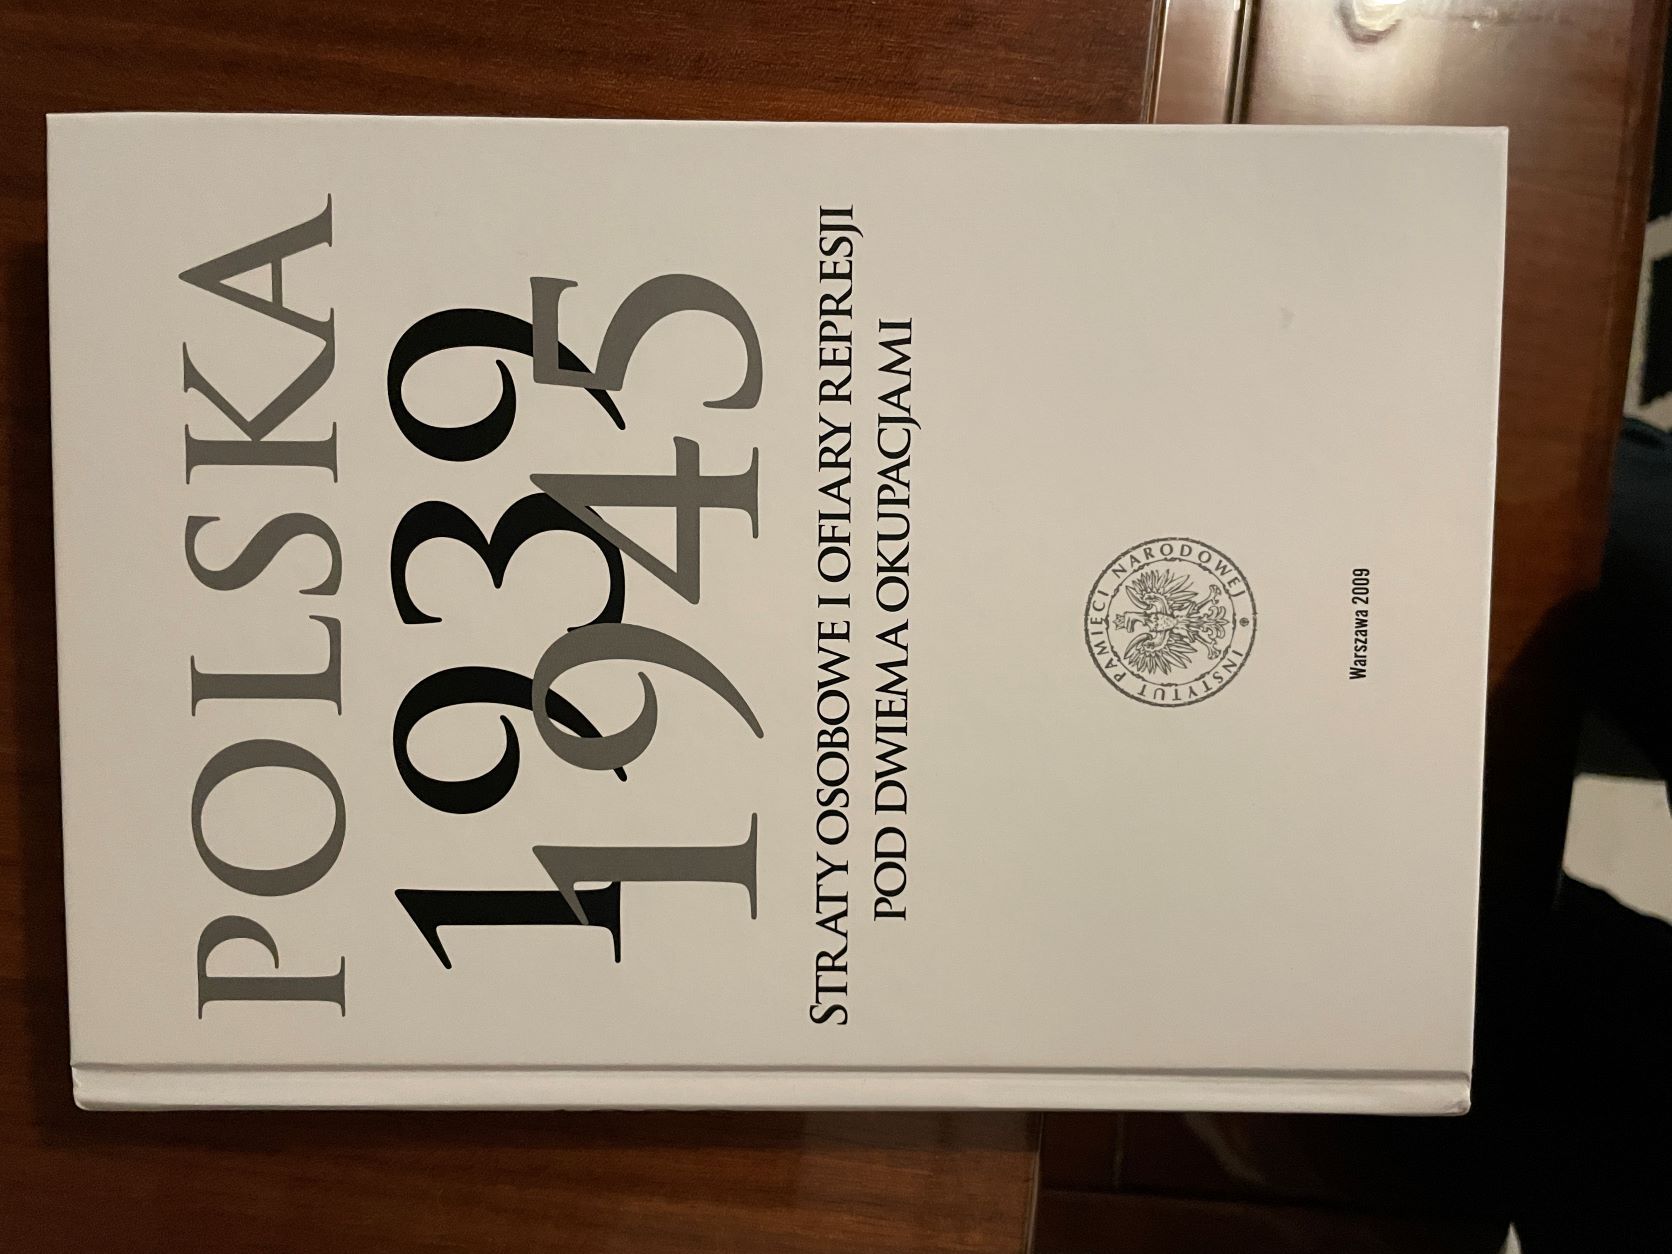 POLSKA
1939
1945
STRATY OSOBOWE I OFIARY REPRESJI
POD DWIEMA OKUPACJAMI
INSTYTUT PAMIĘCI NARODOWEJ
Warszawa 2009